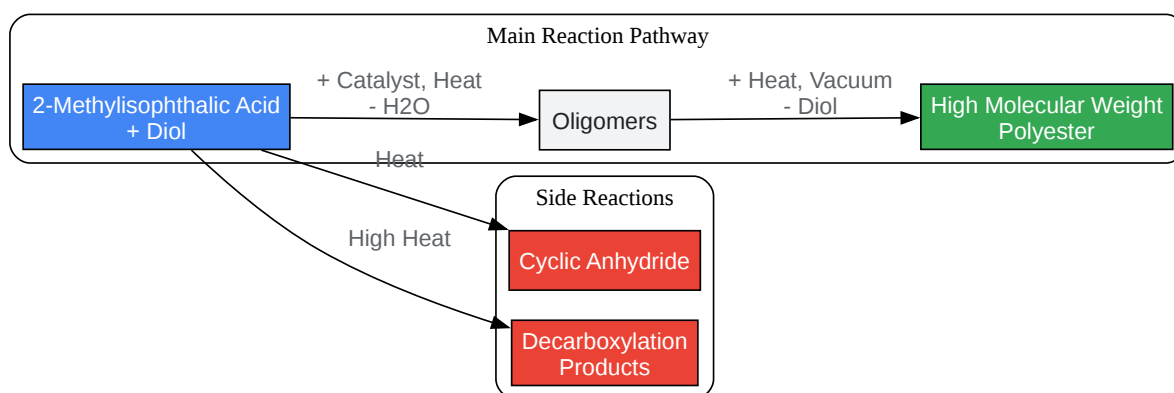 Main Reaction Pathway
2-Methylisophthalic Acid
+ Diol
+ Catalyst, Heat
- H2O
Oligomers
+ Heat, Vacuum
- Diol
High Molecular Weight
Polyester
Heat
High Heat
Side Reactions
Cyclic Anhydride
Decarboxylation
Products